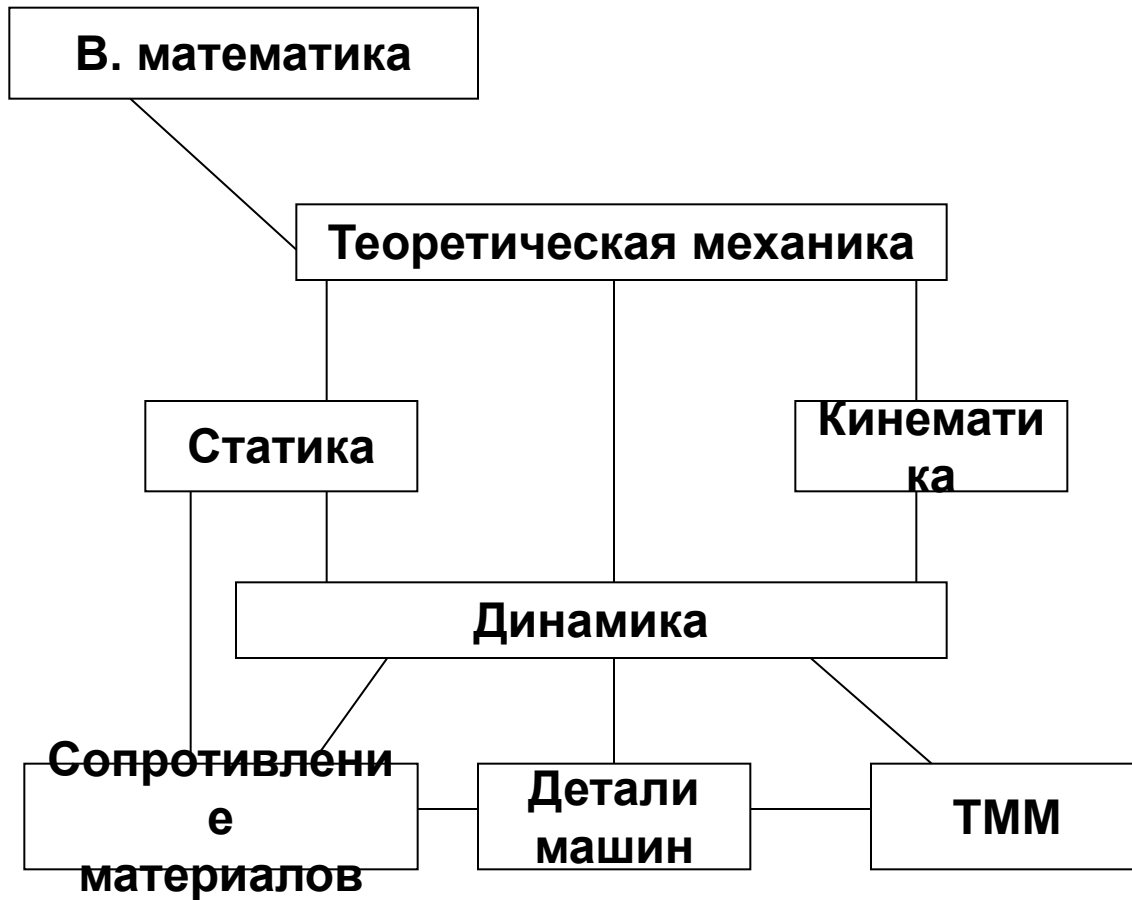 В. математика
Теоретическая механика
Статика
Кинемати
ка
Динамика
Сопротивлени
е
материалов
Детали
машин
ТММ